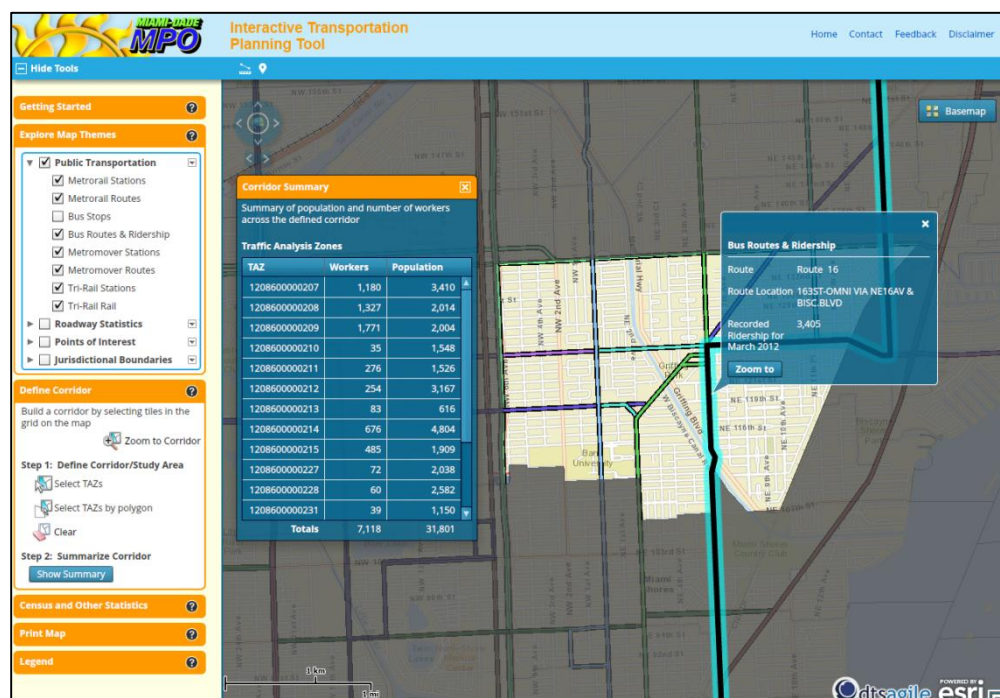 MIAMI-DADE
MPO
Interactive Transportation
Planning Tool
Home Contact Feedback Disclaimer
Hide Tools
Getting Started
Explore Map Themes
Public Transportation
Metrorail Stations
Metrorail Routes
Bus Stops
Bus Routes & Ridership
Metromover Stations
Metromover Routes
Tri-Rail Stations
Tri-Rail Rail
Roadway Statistics
Points of Interest
Jurisdictional Boundaries
Define Corridor
Build a corridor by selecting tiles in the
grid on the map
Zoom to Corridor
Step 1: Define Corridor/Study Area
Select TAZs
Select TAZs by polygon
Clear
Step 2: Summarize Corridor
Show Summary
Census and Other Statistics
Print Map
Legend
Basemap
Corridor Summary
Summary of population and number of workers
across the defined corridor
Traffic Analysis Zones
TAZ Workers Population
1208600000207 1,180 3,410
1208600000208 1,327 2,014
1208600000209 1,771 2,004
1208600000210 35 1,548
1208600000211 276 1,526
1208600000212 254 3,167
1208600000213 83 616
1208600000214 676 4,804
1208600000215 485 1,909
1208600000227 72 2,038
1208600000228 60 2,582
1208600000231 39 1,150
Totals 7,118 31,801
Bus Routes & Ridership
Route Route 16
Route Location 163ST-OMNI VIA NE16AV &
BISC.BLVD
Recorded
Ridership for
March 2012
3,405
Zoom to
NW 2nd Ave
NW 4th Ave
Griffing Blvd
W Biscayne Canal
NE 119th St
NE 116th St
NE 10th Ave
University
Miami
Shores
1 km
1 mi
dtsagile
POWERED BY
esri